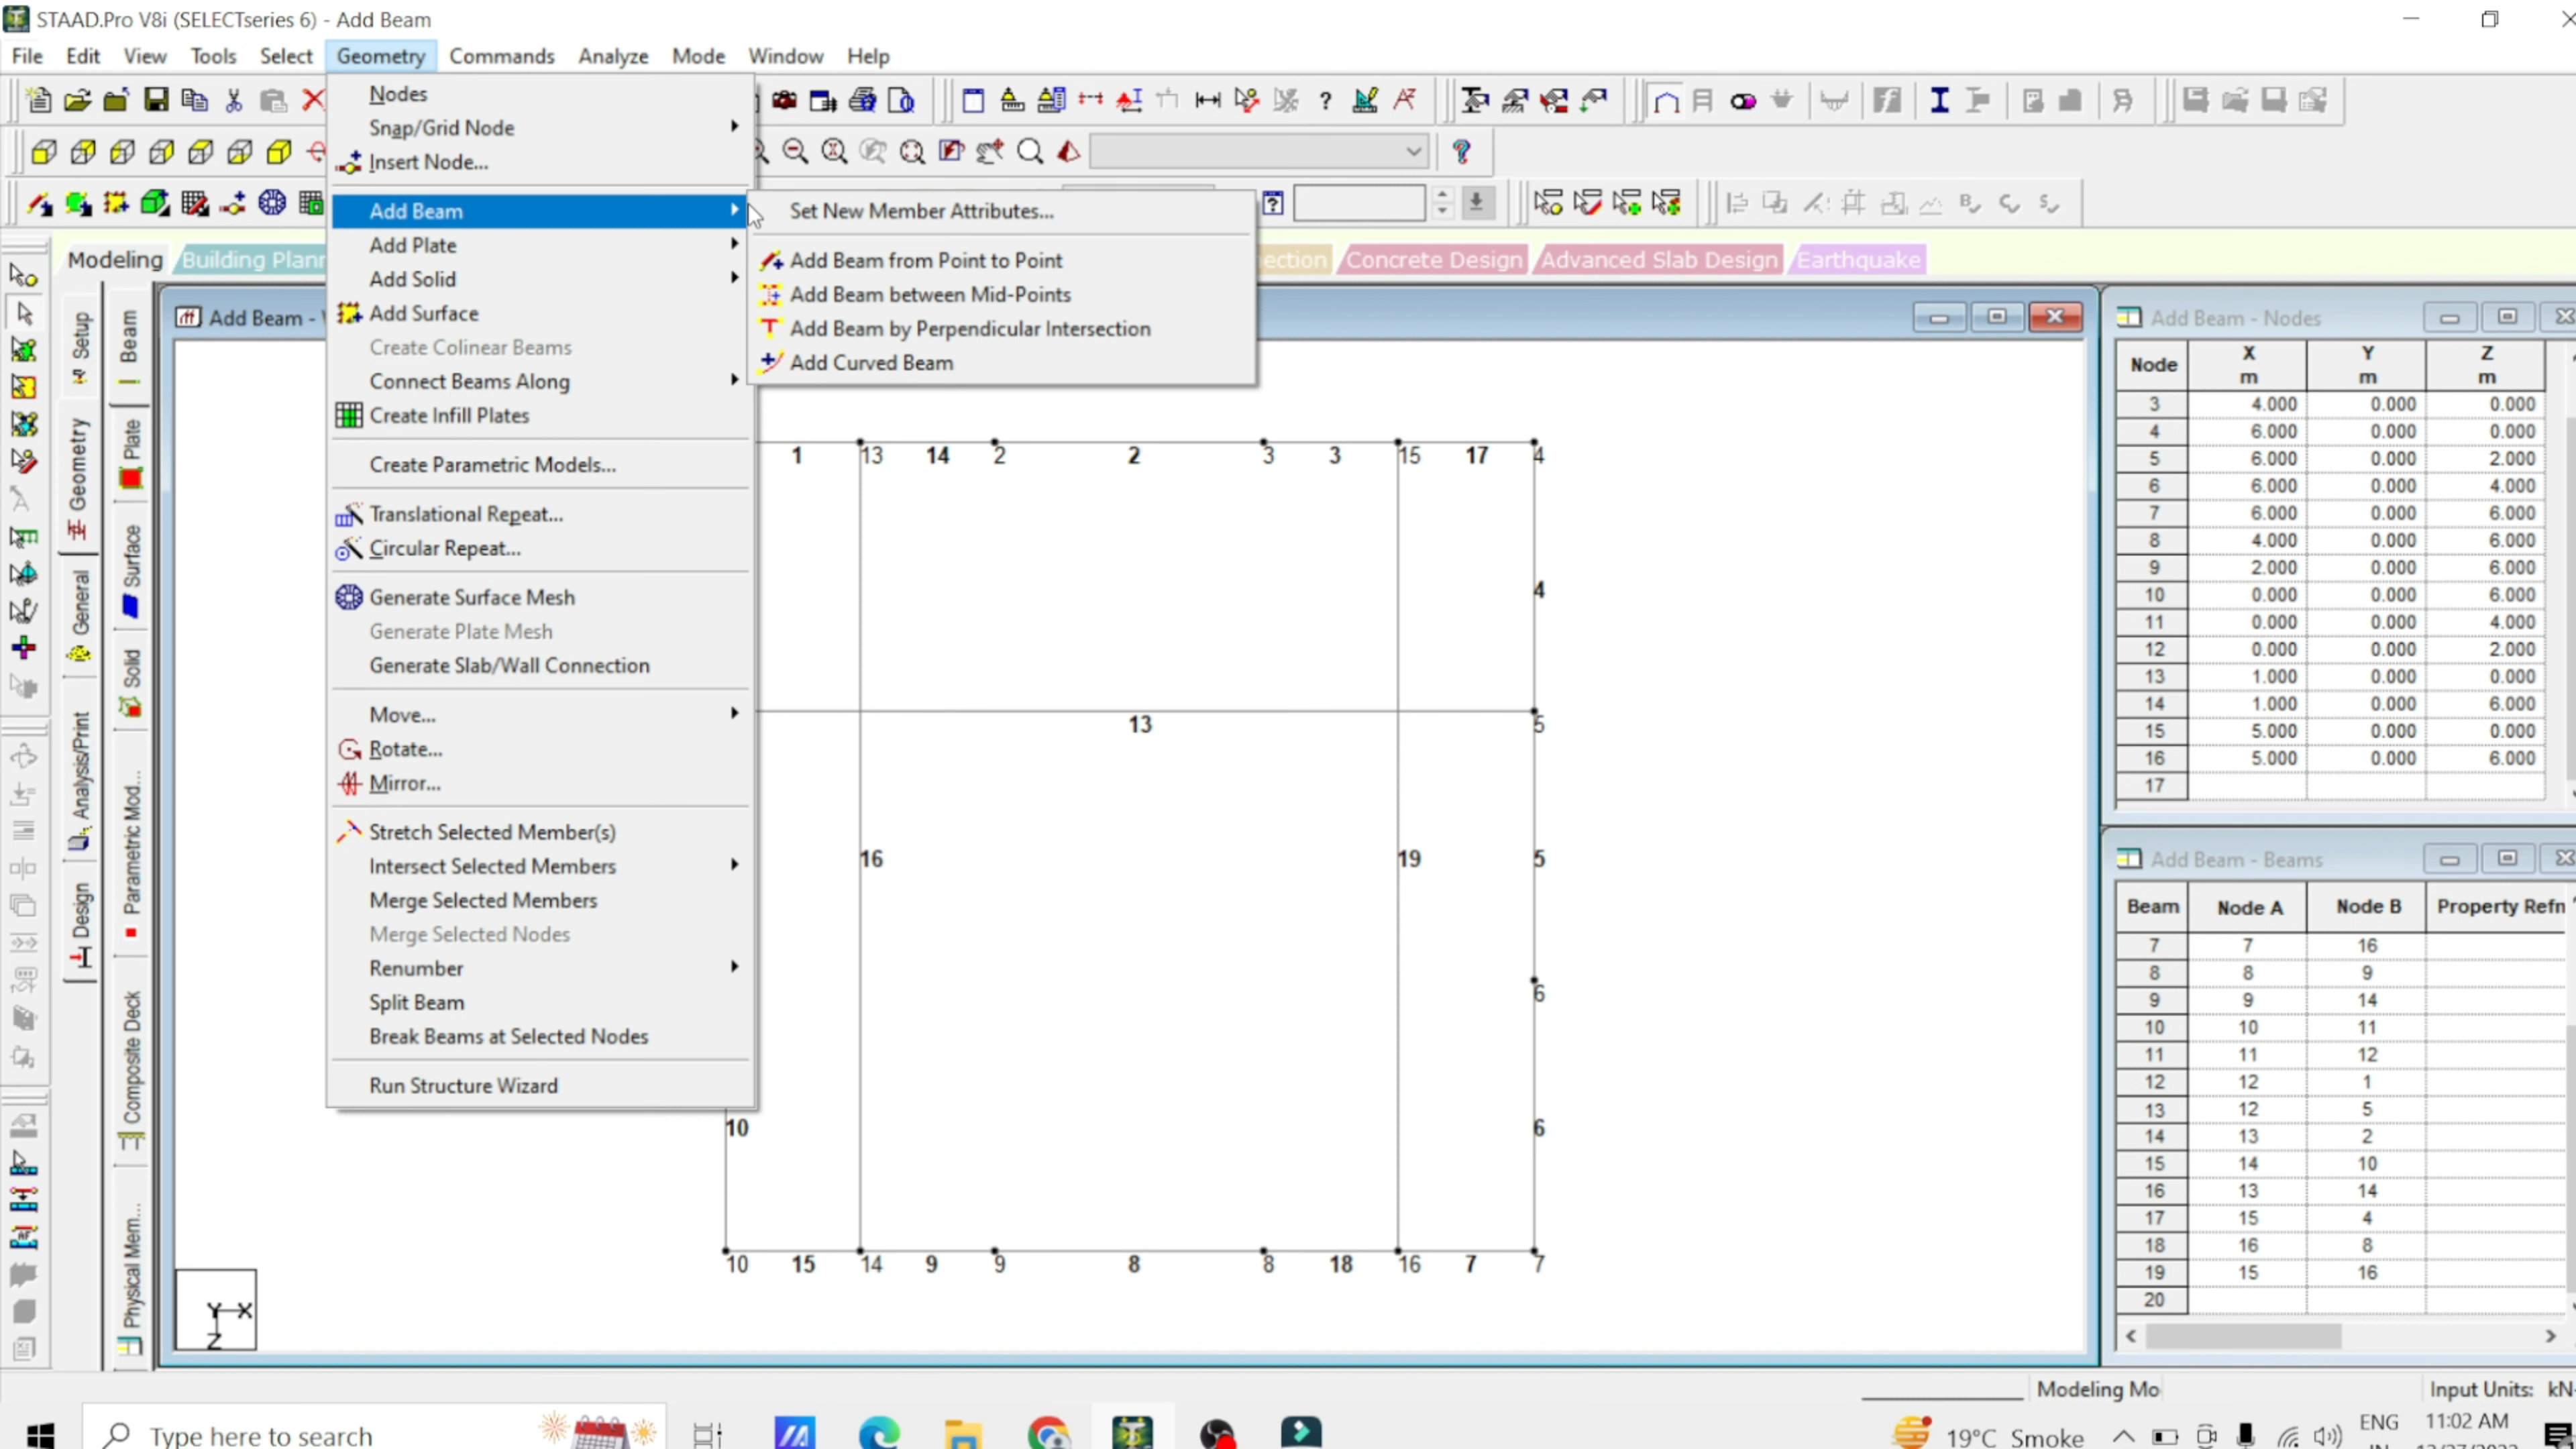 STAAD.Pro V8i (SELECTseries 6) - Add Beam
File Edit View Tools Select Geometry Commands Analyze Mode Window Help
Nodes
Snap/Grid Node
Insert Node...
Add Beam
Add Plate
Add Solid
Add Surface
Create Colinear Beams
Connect Beams Along
Create Infill Plates
Create Parametric Models...
Translational Repeat...
Circular Repeat...
Generate Surface Mesh
Generate Plate Mesh
Generate Slab/Wall Connection
Move...
Rotate...
Mirror...
Stretch Selected Member(s)
Intersect Selected Members
Merge Selected Members
Merge Selected Nodes
Renumber
Split Beam
Break Beams at Selected Nodes
Run Structure Wizard
Set New Member Attributes...
Add Beam from Point to Point
Add Beam between Mid-Points
Add Beam by Perpendicular Intersection
Add Curved Beam
Modeling Building Plann ection Concrete Design Advanced Slab Design Earthquake
Setup
Geometry
General
Analysis/Print
Design
Beam
Plate
Surface
Solid
Parametric Mod...
Composite Deck
Physical Mem...
Add Beam -
1 13 14 2 2 3 3 15 17 4
4
13 5
16 19 5
6
10 6
10 15 14 9 9 8 8 18 16 7 7
Y X
Z
Add Beam - Nodes
Node X m Y m Z m
3 4.000 0.000 0.000
4 6.000 0.000 0.000
5 6.000 0.000 2.000
6 6.000 0.000 4.000
7 6.000 0.000 6.000
8 4.000 0.000 6.000
9 2.000 0.000 6.000
10 0.000 0.000 6.000
11 0.000 0.000 4.000
12 0.000 0.000 2.000
13 1.000 0.000 0.000
14 1.000 0.000 6.000
15 5.000 0.000 0.000
16 5.000 0.000 6.000
17
Add Beam - Beams
Beam Node A Node B Property Refn
7 7 16
8 8 9
9 9 14
10 10 11
11 11 12
12 12 1
13 12 5
14 13 2
15 14 10
16 13 14
17 15 4
18 16 8
19 15 16
20
Modeling Mo Input Units: kN-
Type here to search
19°C Smoke ENG 11:02 AM